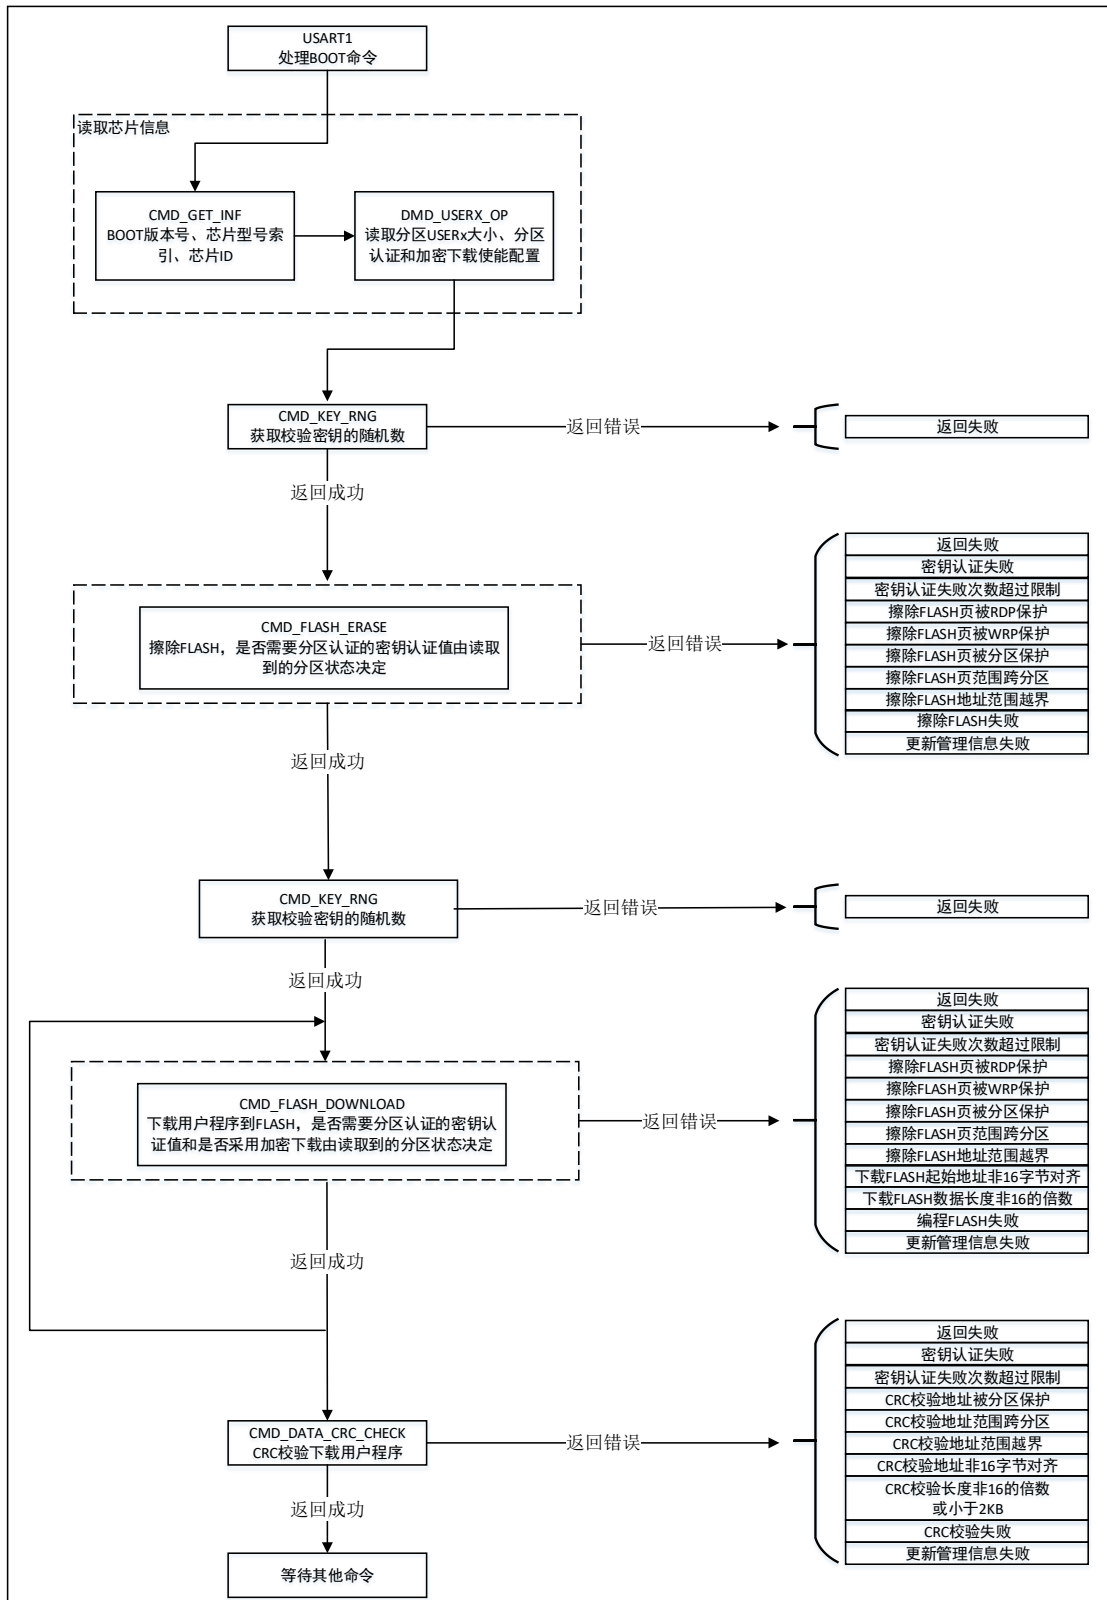 USART1
处理BOOT命令
读取芯片信息
CMD_GET_INF
BOOT版本号、芯片型号索
引、芯片ID
DMD_USERX_OP
读取分区USERx大小、分区
认证和加密下载使能配置
CMD_KEY_RNG
获取校验密钥的随机数
返回错误
返回失败
返回成功
CMD_FLASH_ERASE
擦除FLASH，是否需要分区认证的密钥认证值由读取
到的分区状态决定
返回错误
返回失败
密钥认证失败
密钥认证失败次数超过限制
擦除FLASH页被RDP保护
擦除FLASH页被WRP保护
擦除FLASH页被分区保护
擦除FLASH页范围跨分区
擦除FLASH地址范围越界
擦除FLASH失败
更新管理信息失败
返回成功
CMD_KEY_RNG
获取校验密钥的随机数
返回错误
返回失败
返回成功
CMD_FLASH_DOWNLOAD
下载用户程序到FLASH，是否需要分区认证的密钥认
证值和是否采用加密下载由读取到的分区状态决定
返回错误
返回失败
密钥认证失败
密钥认证失败次数超过限制
擦除FLASH页被RDP保护
擦除FLASH页被WRP保护
擦除FLASH页被分区保护
擦除FLASH页范围跨分区
擦除FLASH地址范围越界
下载FLASH起始地址非16字节对齐
下载FLASH数据长度非16的倍数
编程FLASH失败
更新管理信息失败
返回成功
CMD_DATA_CRC_CHECK
CRC校验下载用户程序
返回错误
返回失败
密钥认证失败
密钥认证失败次数超过限制
CRC校验地址被分区保护
CRC校验地址范围跨分区
CRC校验地址范围越界
CRC校验地址非16字节对齐
CRC校验长度非16的倍数
或小于2KB
CRC校验失败
更新管理信息失败
返回成功
等待其他命令